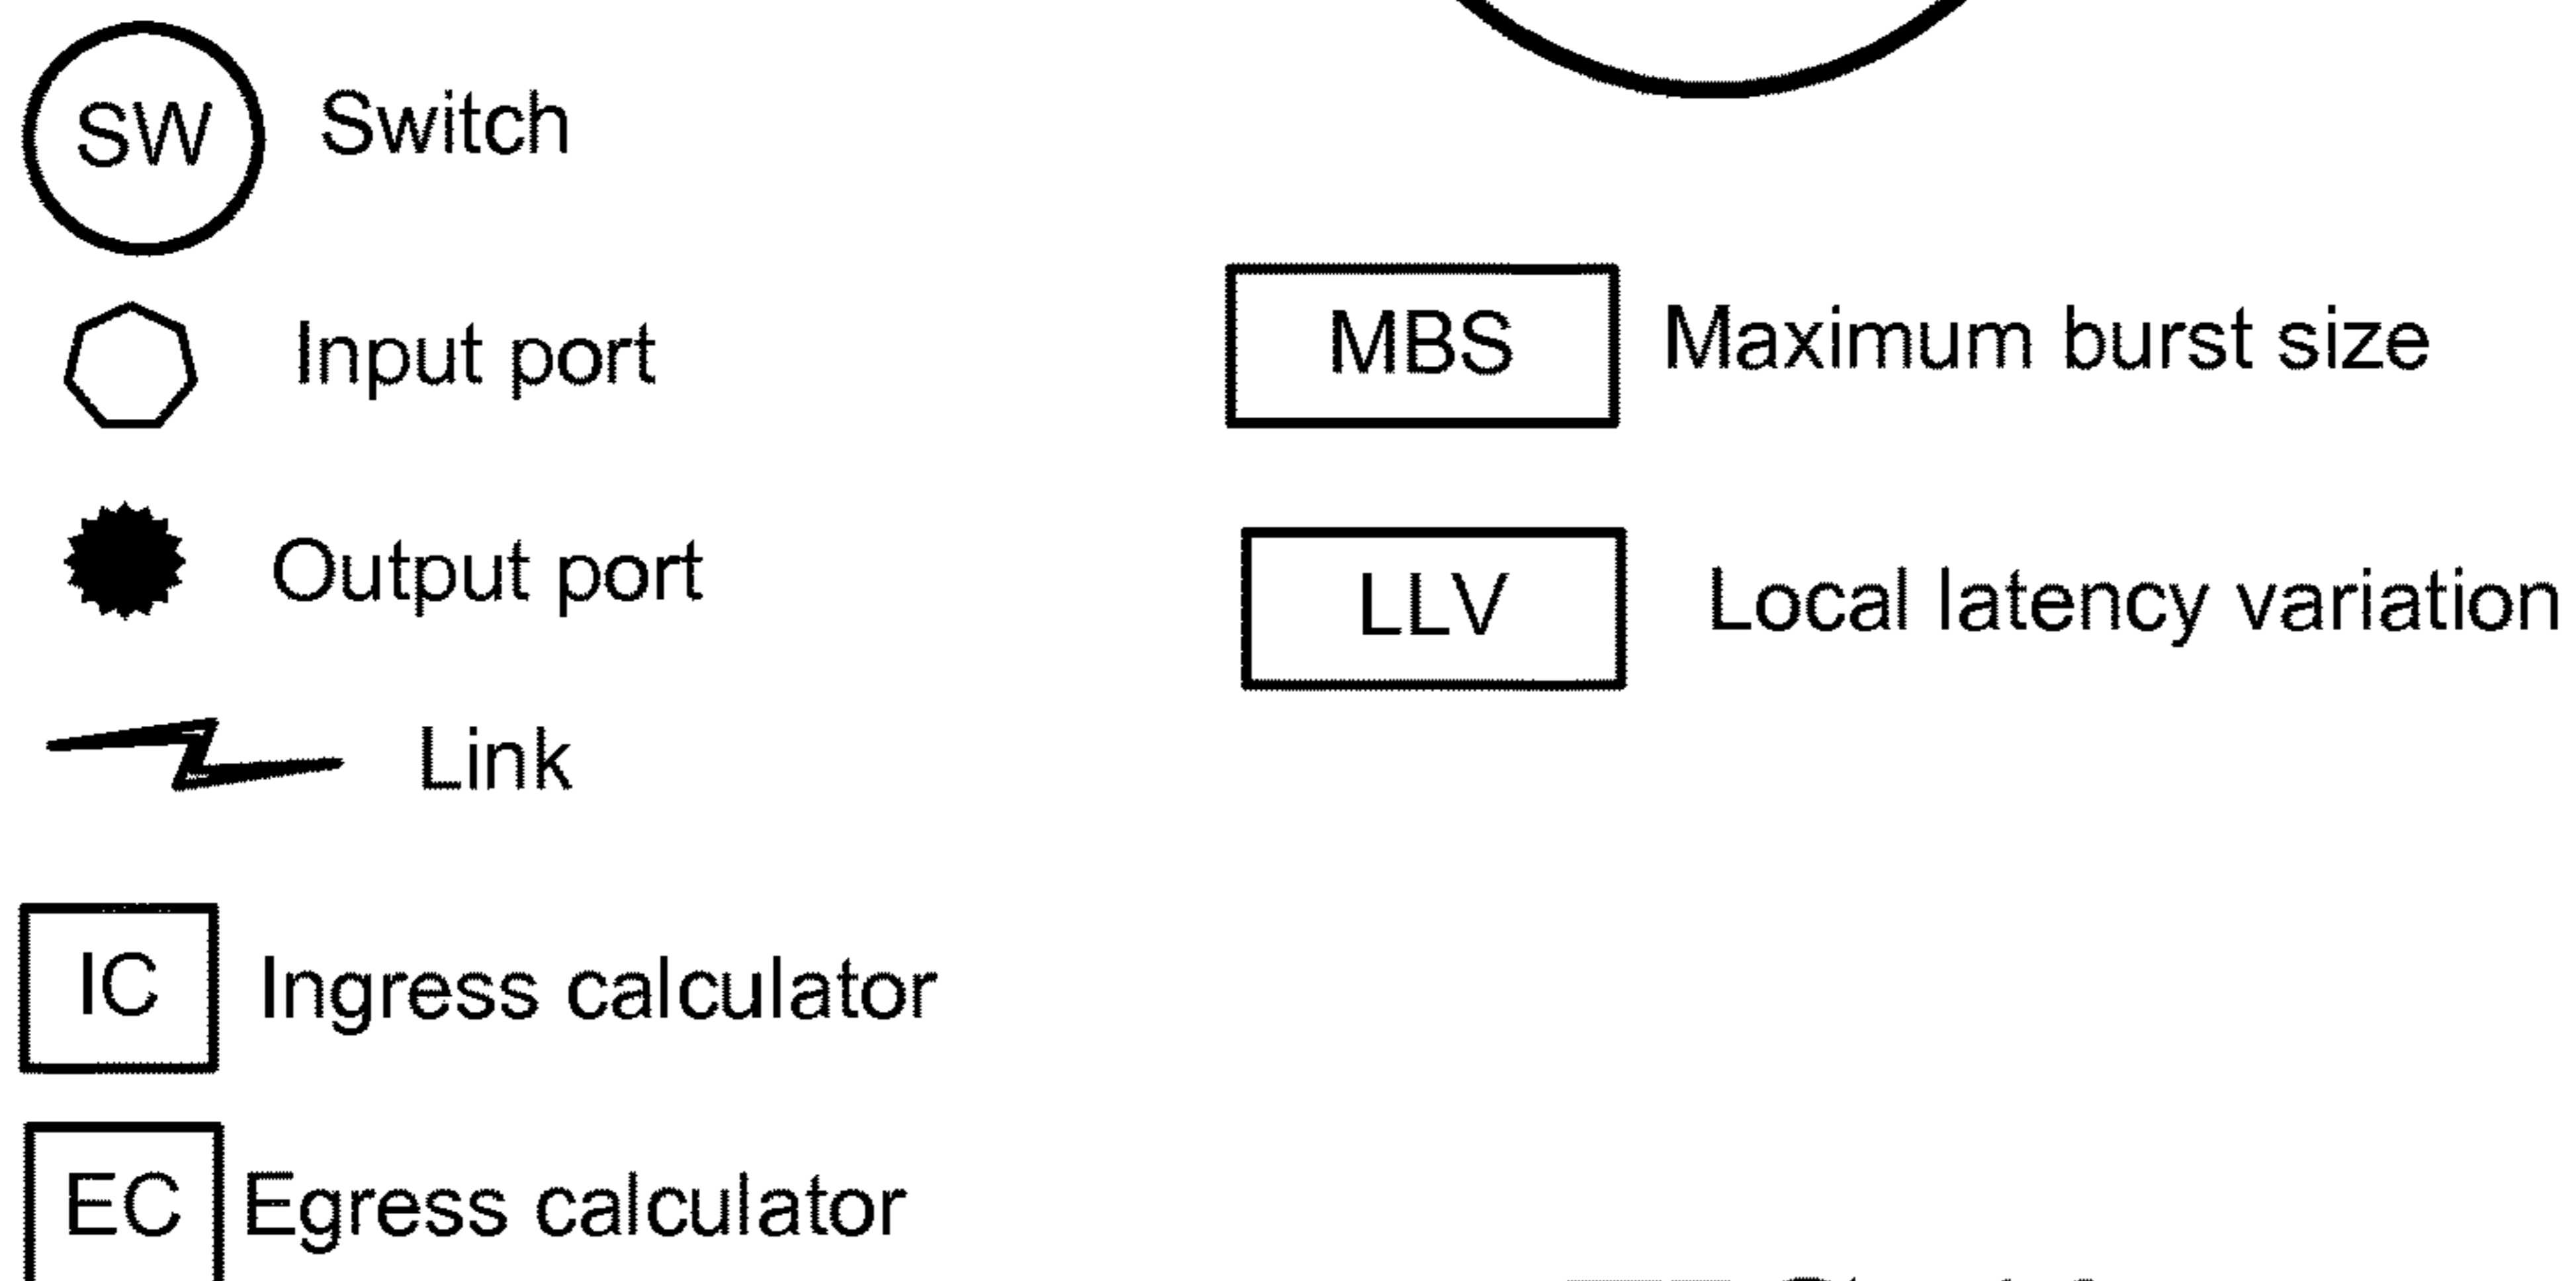 SW Switch
Input port
Output port
Link
IC Ingress calculator
EC Egress calculator
MBS Maximum burst size
LLV Local latency variation